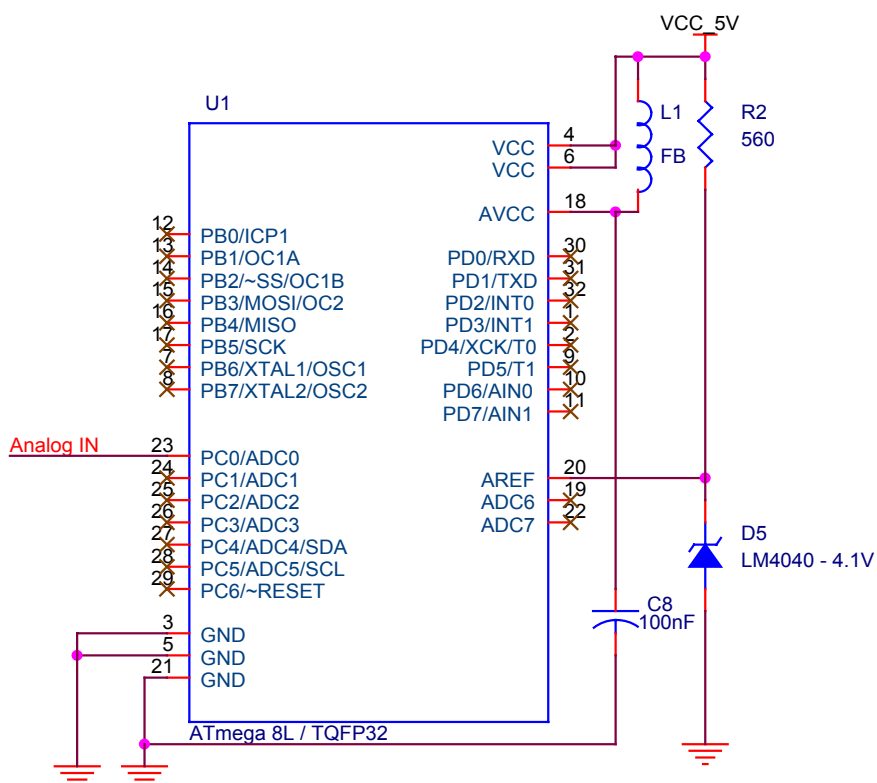 VCC_5V
U1
L1
FB
R2
560
VCC 4
VCC 6
AVCC 18
12 PB0/ICP1
13 PB1/OC1A
14 PB2/~SS/OC1B
15 PB3/MOSI/OC2
16 PB4/MISO
17 PB5/SCK
7 PB6/XTAL1/OSC1
8 PB7/XTAL2/OSC2
PD0/RXD 30
PD1/TXD 31
PD2/INT0 32
PD3/INT1 1
PD4/XCK/T0 2
PD5/T1 9
PD6/AIN0 10
PD7/AIN1 11
Analog IN
23 PC0/ADC0
24 PC1/ADC1
25 PC2/ADC2
26 PC3/ADC3
27 PC4/ADC4/SDA
28 PC5/ADC5/SCL
29 PC6/~RESET
AREF 20
ADC6 19
ADC7 22
D5
LM4040 - 4.1V
C8
100nF
3 GND
5 GND
21 GND
ATmega 8L / TQFP32